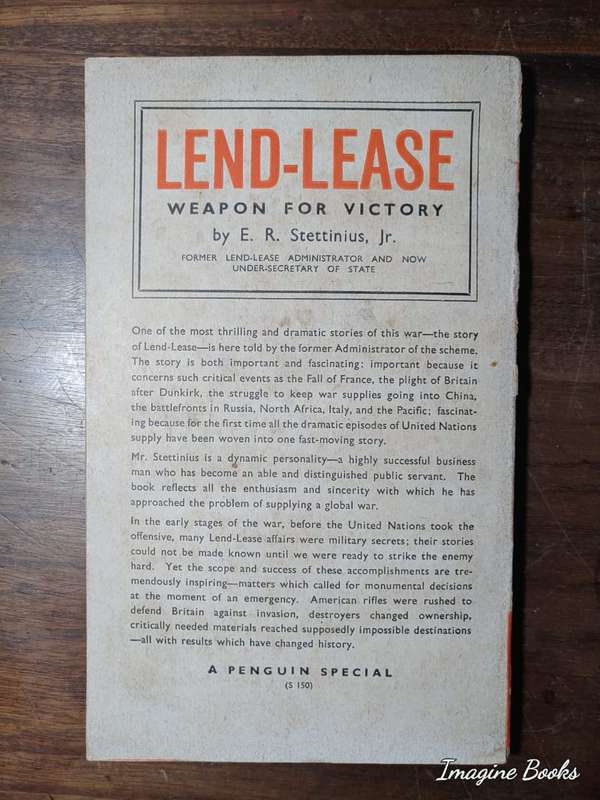 LEND-LEASE
WEAPON FOR VICTORY
by E. R. Stettinius, Jr.
FORMER LEND-LEASE ADMINISTRATOR AND NOW
UNDER-SECRETARY OF STATE
One of the most thrilling and dramatic stories of this war—the story
of Lend-Lease—is here told by the former Administrator of the scheme.
The story is both important and fascinating: important because it
concerns such critical events as the Fall of France, the plight of Britain
after Dunkirk, the struggle to keep war supplies going into China,
the battlefronts in Russia, North Africa, Italy, and the Pacific; fascinat-
ing because for the first time all the dramatic episodes of United Nations
supply have been woven into one fast-moving story.
Mr. Stettinius is a dynamic personality—a highly successful business
man who has become an able and distinguished public servant. The
book reflects all the enthusiasm and sincerity with which he has
approached the problem of supplying a global war.
In the early stages of the war, before the United Nations took the
offensive, many Lend-Lease affairs were military secrets; their stories
could not be made known until we were ready to strike the enemy
hard. Yet the scope and success of these accomplishments are tre-
mendously inspiring—matters which called for monumental decisions
at the moment of an emergency. American rifles were rushed to
defend Britain against invasion, destroyers changed ownership,
critically needed materials reached supposedly impossible destinations
—all with results which have changed history.
A PENGUIN SPECIAL
(S 150)
Imagine Books